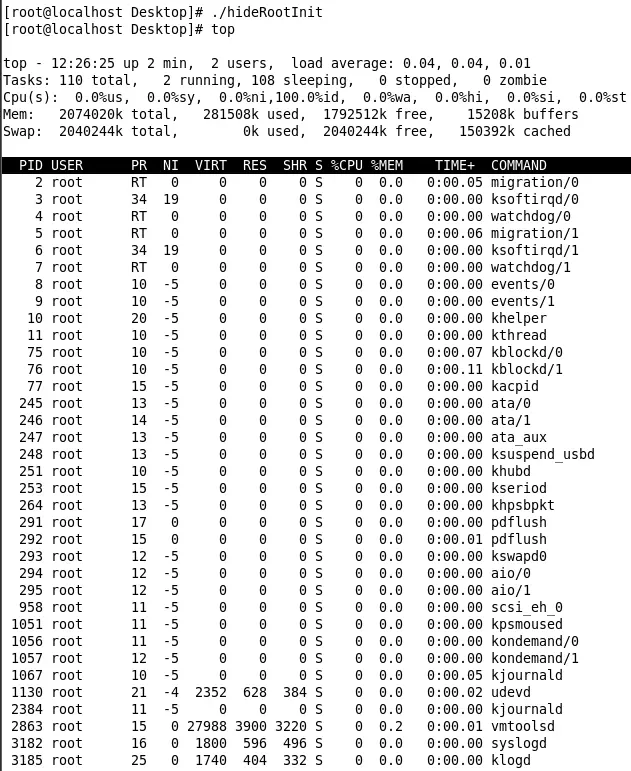 [root@localhost Desktop]# ./hideRootInit
[root@localhost Desktop]# top
top - 12:26:25 up 2 min,  2 users,  load average: 0.04, 0.04, 0.01
Tasks: 110 total,   2 running, 108 sleeping,   0 stopped,   0 zombie
Cpu(s):  0.0%us,  0.0%sy,  0.0%ni,100.0%id,  0.0%wa,  0.0%hi,  0.0%si,  0.0%st
Mem:   2074020k total,   281508k used,  1792512k free,    15208k buffers
Swap:  2040244k total,        0k used,  2040244k free,   150392k cached
PID USER      PR  NI  VIRT  RES  SHR S %CPU %MEM    TIME+  COMMAND
2 root      RT   0     0    0    0 S    0  0.0   0:00.05 migration/0
3 root      34  19     0    0    0 S    0  0.0   0:00.00 ksoftirqd/0
4 root      RT   0     0    0    0 S    0  0.0   0:00.00 watchdog/0
5 root      RT   0     0    0    0 S    0  0.0   0:00.06 migration/1
6 root      34  19     0    0    0 S    0  0.0   0:00.00 ksoftirqd/1
7 root      RT   0     0    0    0 S    0  0.0   0:00.00 watchdog/1
8 root      10  -5     0    0    0 S    0  0.0   0:00.00 events/0
9 root      10  -5     0    0    0 S    0  0.0   0:00.00 events/1
10 root      20  -5     0    0    0 S    0  0.0   0:00.00 khelper
11 root      10  -5     0    0    0 S    0  0.0   0:00.00 kthread
75 root      10  -5     0    0    0 S    0  0.0   0:00.07 kblockd/0
76 root      10  -5     0    0    0 S    0  0.0   0:00.11 kblockd/1
77 root      15  -5     0    0    0 S    0  0.0   0:00.00 kacpid
245 root      13  -5     0    0    0 S    0  0.0   0:00.00 ata/0
246 root      14  -5     0    0    0 S    0  0.0   0:00.00 ata/1
247 root      13  -5     0    0    0 S    0  0.0   0:00.00 ata_aux
248 root      13  -5     0    0    0 S    0  0.0   0:00.00 ksuspend_usbd
251 root      10  -5     0    0    0 S    0  0.0   0:00.00 khubd
253 root      15  -5     0    0    0 S    0  0.0   0:00.00 kseriod
264 root      13  -5     0    0    0 S    0  0.0   0:00.00 khpsbpkt
291 root      17   0     0    0    0 S    0  0.0   0:00.00 pdflush
292 root      15   0     0    0    0 S    0  0.0   0:00.01 pdflush
293 root      12  -5     0    0    0 S    0  0.0   0:00.00 kswapd0
294 root      12  -5     0    0    0 S    0  0.0   0:00.00 aio/0
295 root      12  -5     0    0    0 S    0  0.0   0:00.00 aio/1
958 root      11  -5     0    0    0 S    0  0.0   0:00.00 scsi_eh_0
1051 root      11  -5     0    0    0 S    0  0.0   0:00.00 kpsmoused
1056 root      11  -5     0    0    0 S    0  0.0   0:00.00 kondemand/0
1057 root      12  -5     0    0    0 S    0  0.0   0:00.00 kondemand/1
1067 root      10  -5     0    0    0 S    0  0.0   0:00.05 kjournald
1130 root      21  -4  2352  628  384 S    0  0.0   0:00.02 udevd
2384 root      11  -5     0    0    0 S    0  0.0   0:00.00 kjournald
2863 root      15   0 27988 3900 3220 S    0  0.2   0:00.01 vmtoolsd
3182 root      16   0  1800  596  496 S    0  0.0   0:00.00 syslogd
3185 root      25   0  1740  404  332 S    0  0.0   0:00.00 klogd